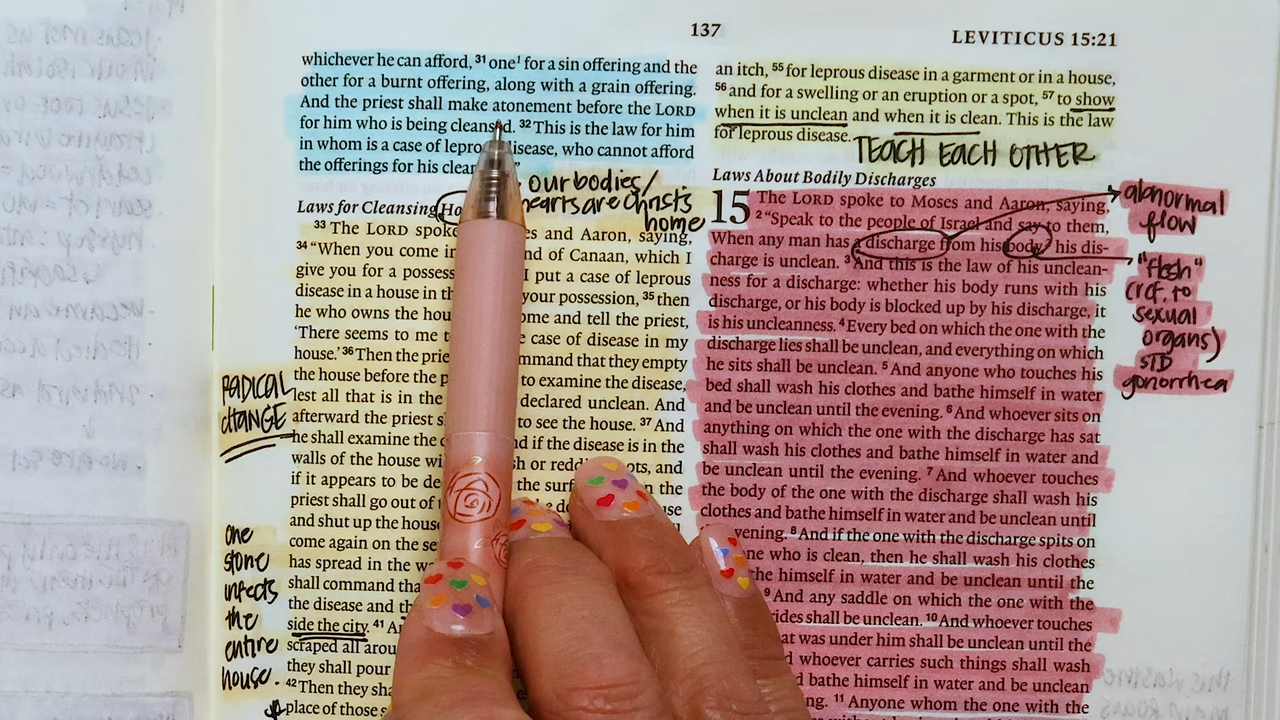 137
LEVITICUS 15:21
whichever he can afford, 31 one1 for a sin offering and the
other for a burnt offering, along with a grain offering.
And the priest shall make atonement before the LORD
for him who is being cleansed. 32 This is the law for him
in whom is a case of leprous disease, who cannot afford
the offerings for his clean
our bodies/
hearts are Christ's
home
Laws for Cleansing Ho
33 The LORD spoke es and Aaron, saying,
34 “When you come in nd of Canaan, which I
give you for a possess I put a case of leprous
disease in a house in th your possession, 35 then
he who owns the hou ome and tell the priest,
‘There seems to me t e case of disease in my
house.’ 36 Then the prie mmand that they empty
the house before the p to examine the disease,
lest all that is in the declared unclean. And
afterward the priest s to see the house. 37 And
he shall examine the d nd if the disease is in the
walls of the house wi sh or reddi ots, and
if it appears to be de the surf n the
priest shall go out of e do use
and shut up the house
come again on the se
has spread in the wa
shall command tha
the disease and th
side the city. 41 An
scraped all arou
they shall pour
42 Then they sha
place of those s
RADICAL
CHANGE
one
stone
infects
the
entire
house.
an itch, 55 for leprous disease in a garment or in a house,
56 and for a swelling or an eruption or a spot, 57 to show
when it is unclean and when it is clean. This is the law
for leprous disease.
TEACH EACH OTHER
Laws About Bodily Discharges
15 The LORD spoke to Moses and Aaron, saying,
2 “Speak to the people of Israel and say to them,
When any man has a discharge from his body, his dis-
charge is unclean. 3 And this is the law of his unclean-
ness for a discharge: whether his body runs with his
discharge, or his body is blocked up by his discharge, it
is his uncleanness. 4 Every bed on which the one with the
discharge lies shall be unclean, and everything on which
he sits shall be unclean. 5 And anyone who touches his
bed shall wash his clothes and bathe himself in water
and be unclean until the evening. 6 And whoever sits on
anything on which the one with the discharge has sat
shall wash his clothes and bathe himself in water and
be unclean until the evening. 7 And whoever touches
the body of the one with the discharge shall wash his
clothes and bathe himself in water and be unclean until
evening. 8 And if the one with the discharge spits on
one who is clean, then he shall wash his clothes
the himself in water and be unclean until the
9 And any saddle on which the one with the
rides shall be unclean. 10 And whoever touches
at was under him shall be unclean until the
d whoever carries such things shall wash
d bathe himself in water and be unclean
ng. 11 Anyone whom the one with the
abnormal
flow
"flesh"
(ref. to
sexual
organs)
STD
gonorrhea